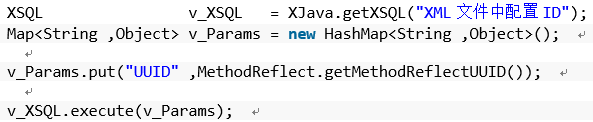 XSQL v_XSQL = XJava.getXSQL("XML 文件中配置 ID");
Map<String ,Object> v_Params = new HashMap<String ,Object>(); ↵
↵
v_Params.put("UUID" ,MethodReflect.getMethodReflectUUID()); ↵
↵
v_XSQL.execute(v_Params); ↵